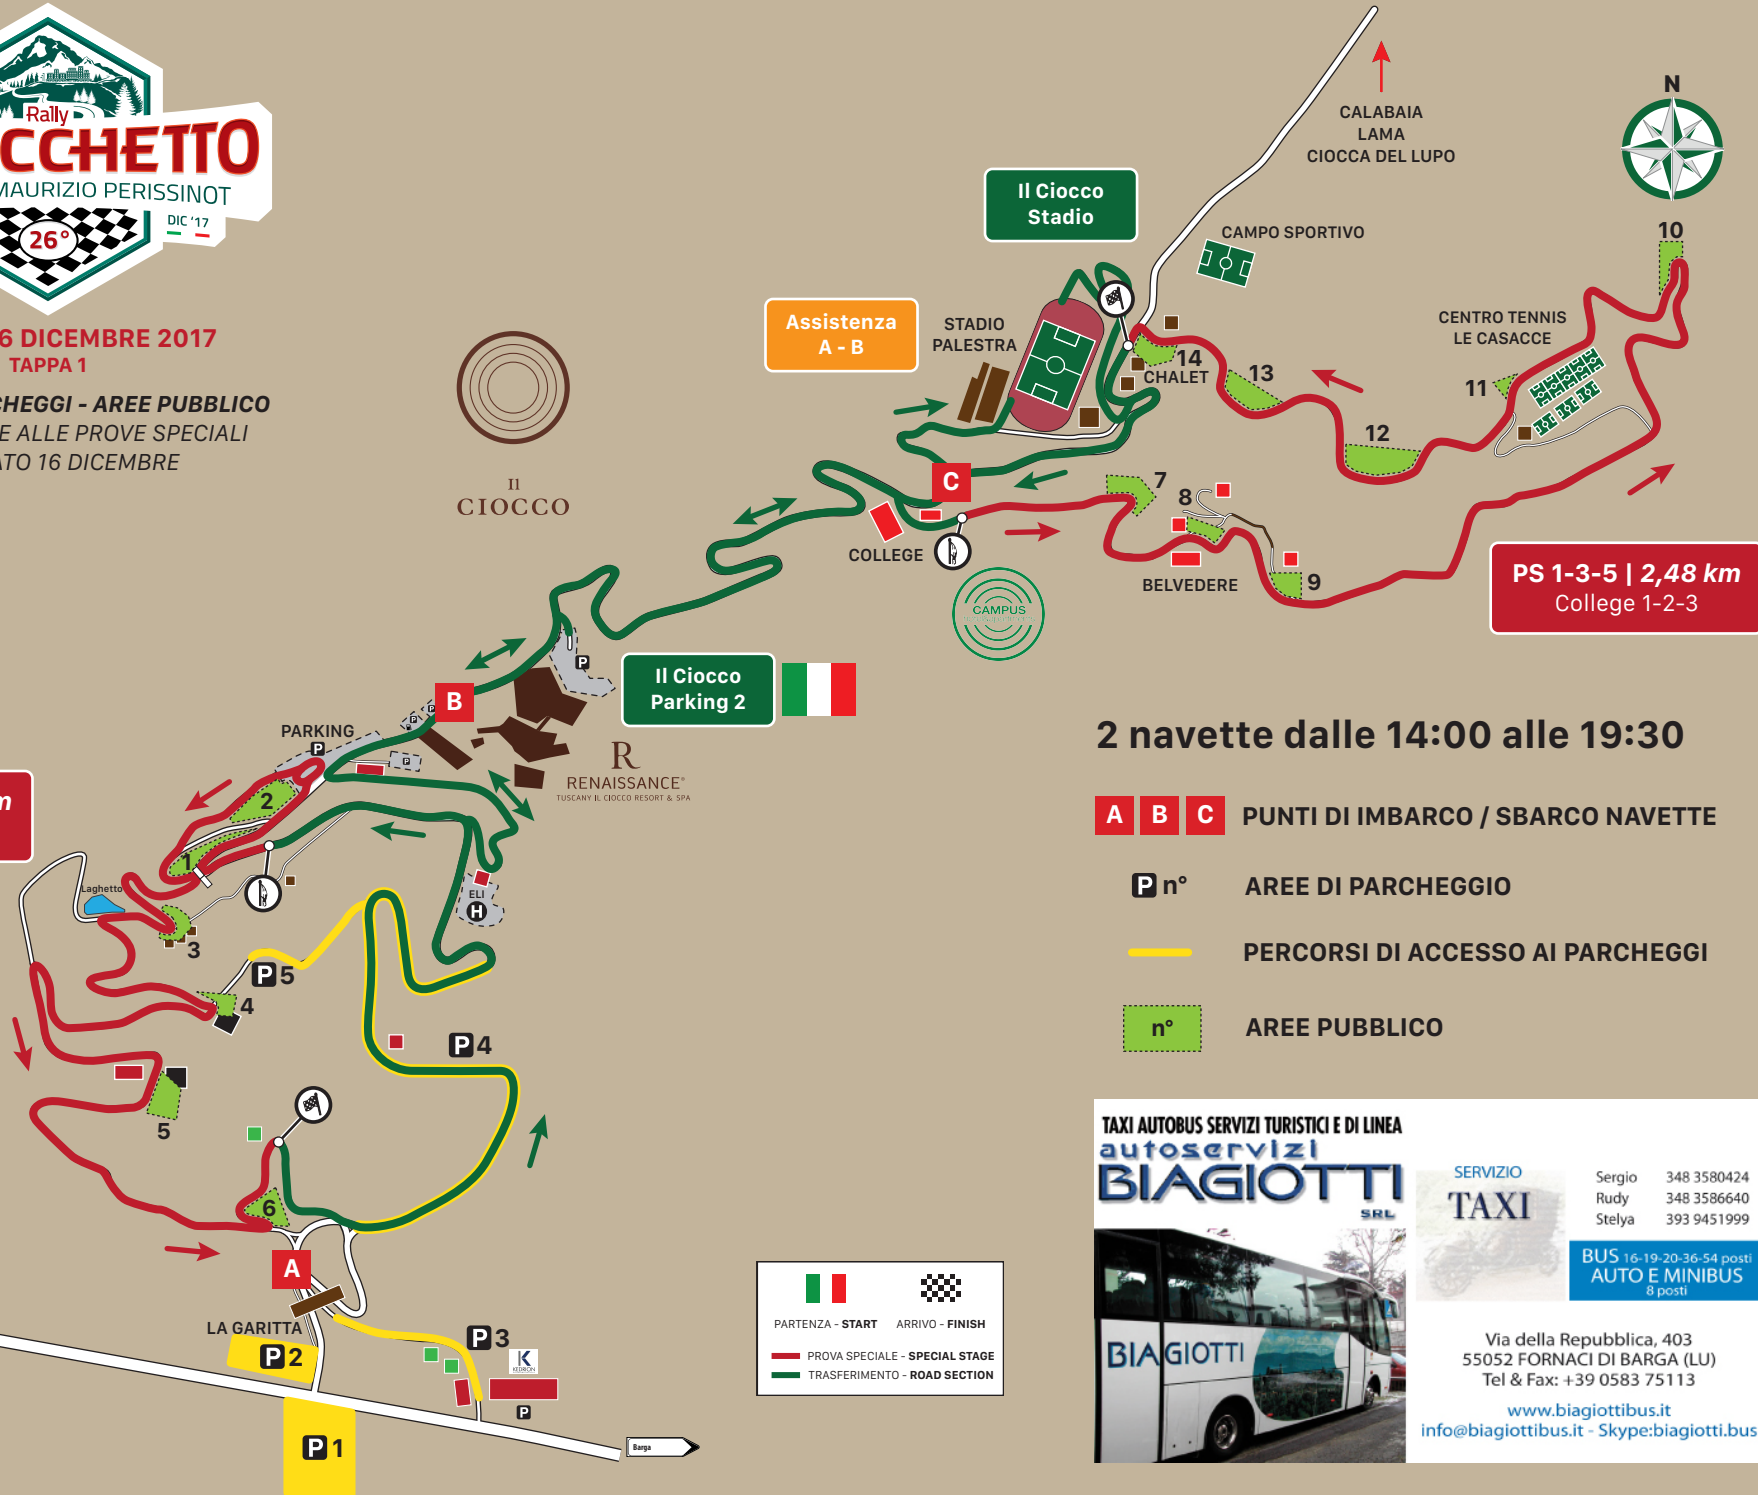 Rally
CCHETTO
MAURIZIO PERISSINOT
DIC '17
26°
6 DICEMBRE 2017
TAPPA 1
CHEGGI - AREE PUBBLICO
E ALLE PROVE SPECIALI
ATO 16 DICEMBRE
Il
CIOCCO
Assistenza
A - B
STADIO
PALESTRA
Il Ciocco
Stadio
CALABAIA
LAMA
CIOCCA DEL LUPO
CAMPO SPORTIVO
N
10
CENTRO TENNIS
LE CASACCE
11
12
13
14
CHALET
C
COLLEGE
7
8
BELVEDERE
9
CAMPUS
PS 1-3-5 | 2,48 km
College 1-2-3
Il Ciocco
Parking 2
P
B
P
P
PARKING
P
P
R
RENAISSANCE®
TUSCANY IL CIOCCO RESORT & SPA
m
2
1
Laghetto
3
ELI
H
P 5
4
P 4
5
6
A
LA GARITTA
P 2
P 3
K
KEDRION
P
P 1
Barga
2 navette dalle 14:00 alle 19:30
A B C PUNTI DI IMBARCO / SBARCO NAVETTE
P n° AREE DI PARCHEGGIO
PERCORSI DI ACCESSO AI PARCHEGGI
n° AREE PUBBLICO
PARTENZA - START ARRIVO - FINISH
PROVA SPECIALE - SPECIAL STAGE
TRASFERIMENTO - ROAD SECTION
TAXI AUTOBUS SERVIZI TURISTICI E DI LINEA
autoservizi
BIAGIOTTI
SRL
BIAGIOTTI
SERVIZIO
TAXI
Sergio 348 3580424
Rudy 348 3586640
Stelya 393 9451999
BUS 16-19-20-36-54 posti
AUTO E MINIBUS
8 posti
Via della Repubblica, 403
55052 FORNACI DI BARGA (LU)
Tel & Fax: +39 0583 75113
www.biagiottibus.it
info@biagiottibus.it - Skype:biagiotti.bus